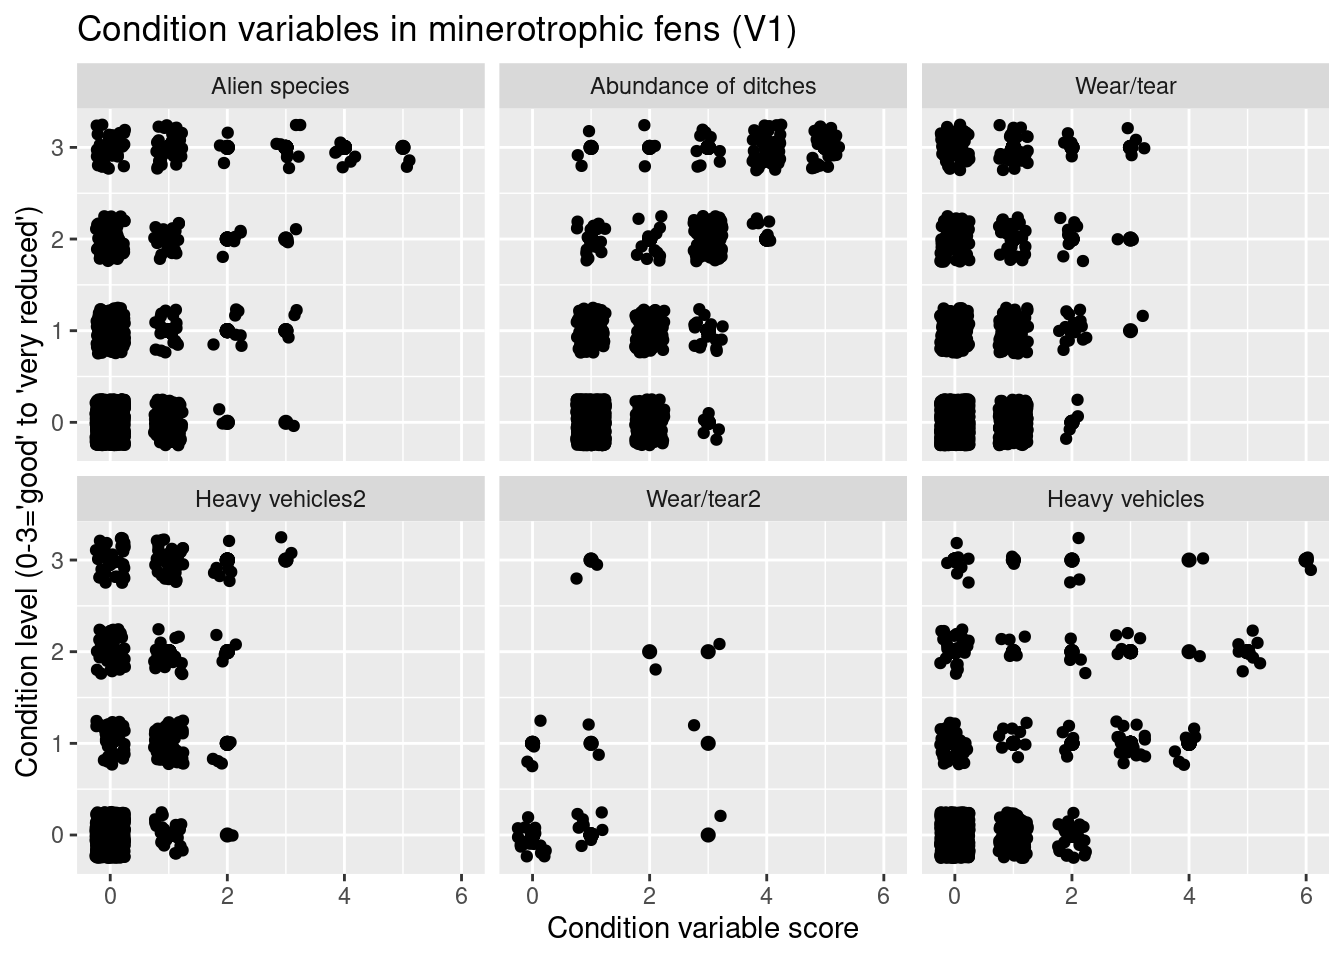 Condition variables in minerotrophic fens (V1)
Alien species
Abundance of ditches
Wear/tear
3
2
1
0
Heavy vehicles2
Wear/tear2
Heavy vehicles
3
2
1
0
0 2 4 6
0 2 4 6
0 2 4 6
Condition variable score
Condition level (0-3='good' to 'very reduced')